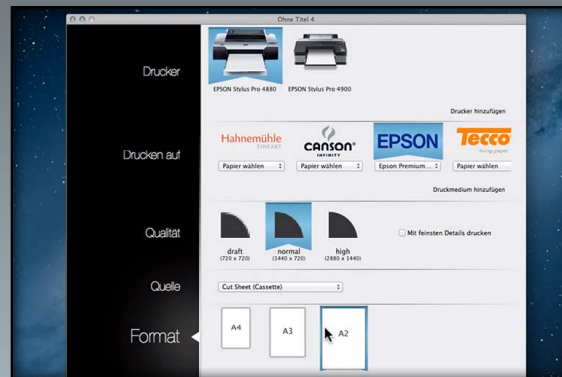 Ohne Titel 4
Drucker
EPSON Stylus Pro 4880
EPSON Stylus Pro 4900
Drucker hinzufügen
Drucken auf
Hahnemühle
FINEART
CANSON
INFINITY
EPSON
Tecco
living paper
Papier wählen
Papier wählen
Epson Premium...
Papier wählen
Druckmedium hinzufügen
Qualität
draft
(720 x 720)
normal
(1440 x 720)
high
(2880 x 1440)
Mit feinsten Details drucken
Quelle
Cut Sheet (Cassette)
Format
A4
A3
A2